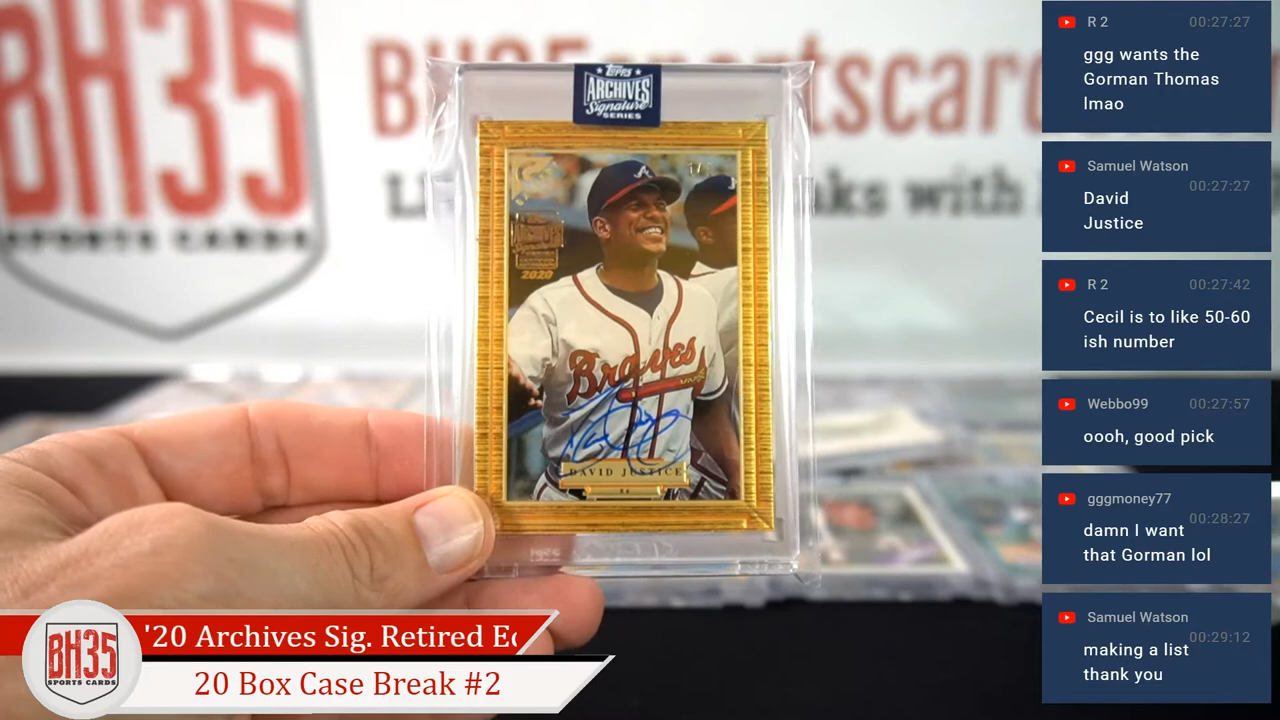 BH35
SPORTS CARDS
TOPPS
ARCHIVES
Signature
SERIES
2020
Braves
DAVID JUSTICE
R 2
00:27:27
ggg wants the
Gorman Thomas
lmao
Samuel Watson
00:27:27
David
Justice
R 2
00:27:42
Cecil is to like 50-60
ish number
Webbo99
00:27:57
oooh, good pick
gggmoney77
00:28:27
damn I want
that Gorman lol
Samuel Watson
00:29:12
making a list
thank you
BH35
SPORTS CARDS
'20 Archives Sig. Retired Ed
20 Box Case Break #2